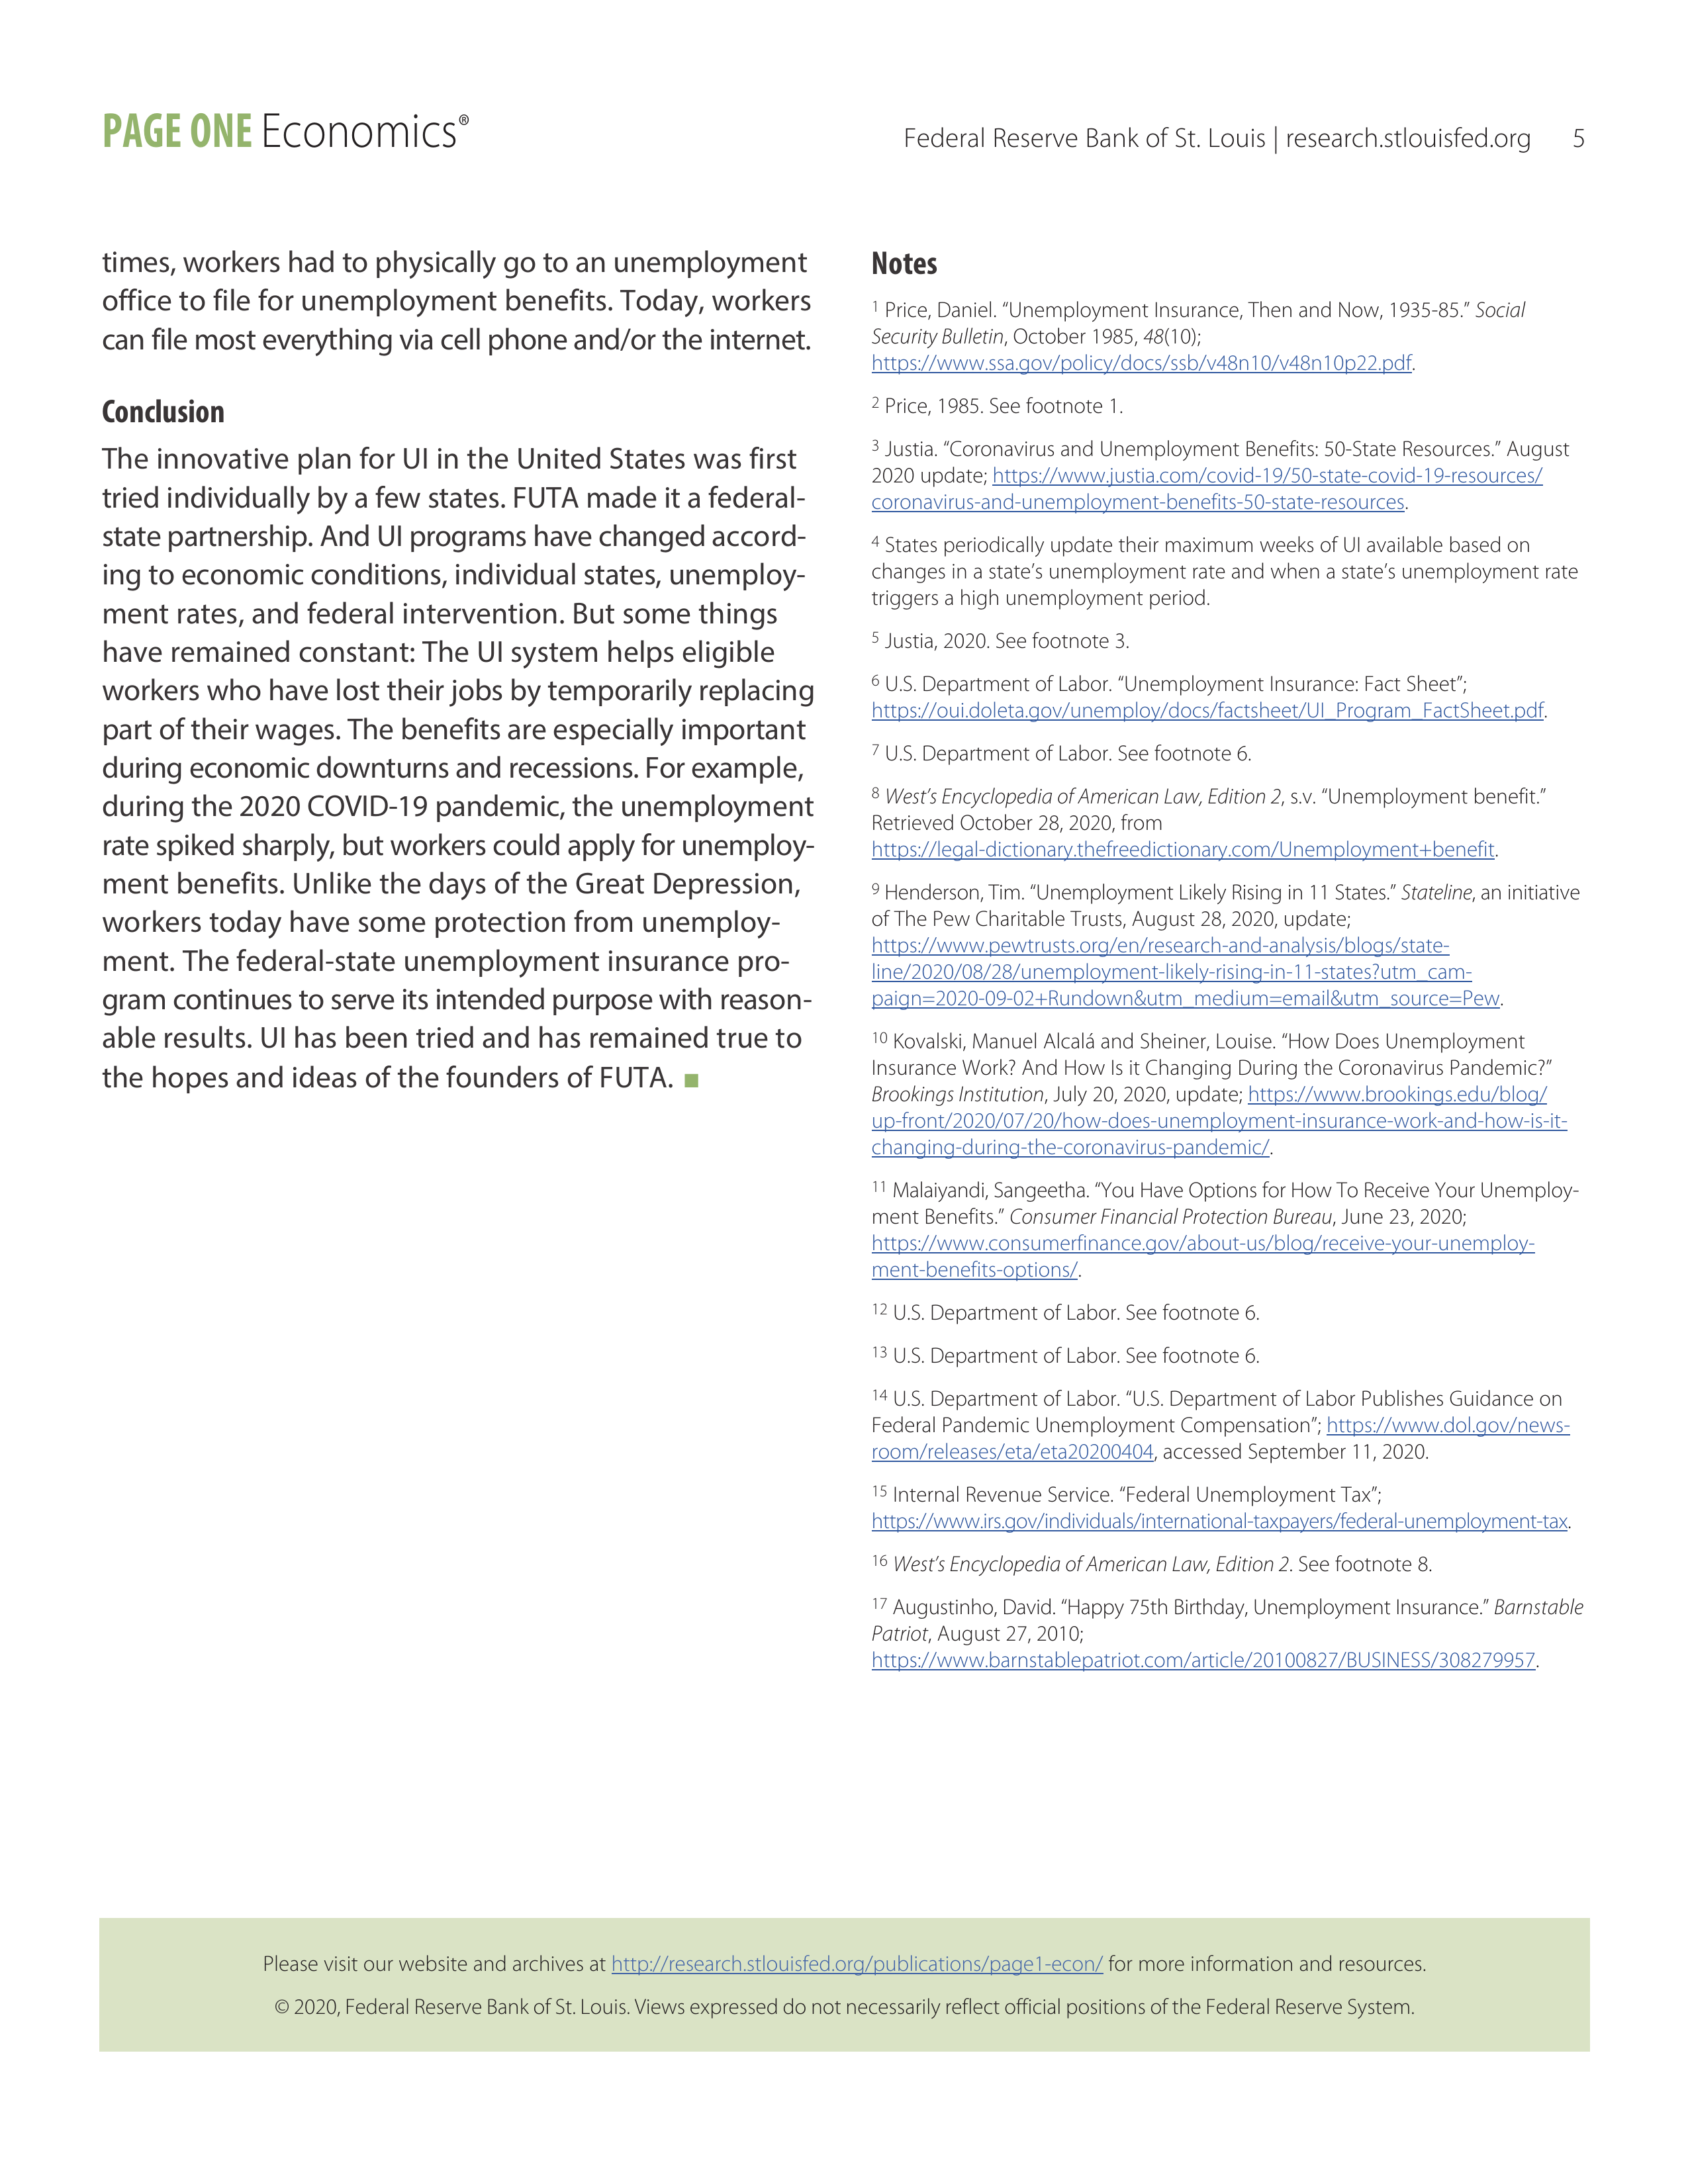 PAGE ONE Economics®
Federal Reserve Bank of St. Louis | research.stlouisfed.org 5
times, workers had to physically go to an unemployment
office to file for unemployment benefits. Today, workers
can file most everything via cell phone and/or the internet.
Conclusion
The innovative plan for UI in the United States was first
tried individually by a few states. FUTA made it a federal-
state partnership. And UI programs have changed accord-
ing to economic conditions, individual states, unemploy-
ment rates, and federal intervention. But some things
have remained constant: The UI system helps eligible
workers who have lost their jobs by temporarily replacing
part of their wages. The benefits are especially important
during economic downturns and recessions. For example,
during the 2020 COVID-19 pandemic, the unemployment
rate spiked sharply, but workers could apply for unemploy-
ment benefits. Unlike the days of the Great Depression,
workers today have some protection from unemploy-
ment. The federal-state unemployment insurance pro-
gram continues to serve its intended purpose with reason-
able results. UI has been tried and has remained true to
the hopes and ideas of the founders of FUTA. ■
Notes
1 Price, Daniel. “Unemployment Insurance, Then and Now, 1935-85.” Social
Security Bulletin, October 1985, 48(10);
https://www.ssa.gov/policy/docs/ssb/v48n10/v48n10p22.pdf.
2 Price, 1985. See footnote 1.
3 Justia. “Coronavirus and Unemployment Benefits: 50-State Resources.” August
2020 update; https://www.justia.com/covid-19/50-state-covid-19-resources/
coronavirus-and-unemployment-benefits-50-state-resources.
4 States periodically update their maximum weeks of UI available based on
changes in a state’s unemployment rate and when a state’s unemployment rate
triggers a high unemployment period.
5 Justia, 2020. See footnote 3.
6 U.S. Department of Labor. “Unemployment Insurance: Fact Sheet”;
https://oui.doleta.gov/unemploy/docs/factsheet/UI_Program_FactSheet.pdf.
7 U.S. Department of Labor. See footnote 6.
8 West’s Encyclopedia of American Law, Edition 2, s.v. “Unemployment benefit.”
Retrieved October 28, 2020, from
https://legal-dictionary.thefreedictionary.com/Unemployment+benefit.
9 Henderson, Tim. “Unemployment Likely Rising in 11 States.” Stateline, an initiative
of The Pew Charitable Trusts, August 28, 2020, update;
https://www.pewtrusts.org/en/research-and-analysis/blogs/state-
line/2020/08/28/unemployment-likely-rising-in-11-states?utm_cam-
paign=2020-09-02+Rundown&utm_medium=email&utm_source=Pew.
10 Kovalski, Manuel Alcalá and Sheiner, Louise. “How Does Unemployment
Insurance Work? And How Is it Changing During the Coronavirus Pandemic?”
Brookings Institution, July 20, 2020, update; https://www.brookings.edu/blog/
up-front/2020/07/20/how-does-unemployment-insurance-work-and-how-is-it-
changing-during-the-coronavirus-pandemic/.
11 Malaiyandi, Sangeetha. “You Have Options for How To Receive Your Unemploy-
ment Benefits.” Consumer Financial Protection Bureau, June 23, 2020;
https://www.consumerfinance.gov/about-us/blog/receive-your-unemploy-
ment-benefits-options/.
12 U.S. Department of Labor. See footnote 6.
13 U.S. Department of Labor. See footnote 6.
14 U.S. Department of Labor. “U.S. Department of Labor Publishes Guidance on
Federal Pandemic Unemployment Compensation”; https://www.dol.gov/news-
room/releases/eta/eta20200404, accessed September 11, 2020.
15 Internal Revenue Service. “Federal Unemployment Tax”;
https://www.irs.gov/individuals/international-taxpayers/federal-unemployment-tax.
16 West’s Encyclopedia of American Law, Edition 2. See footnote 8.
17 Augustinho, David. “Happy 75th Birthday, Unemployment Insurance.” Barnstable
Patriot, August 27, 2010;
https://www.barnstablepatriot.com/article/20100827/BUSINESS/308279957.
Please visit our website and archives at http://research.stlouisfed.org/publications/page1-econ/ for more information and resources.
© 2020, Federal Reserve Bank of St. Louis. Views expressed do not necessarily reflect official positions of the Federal Reserve System.